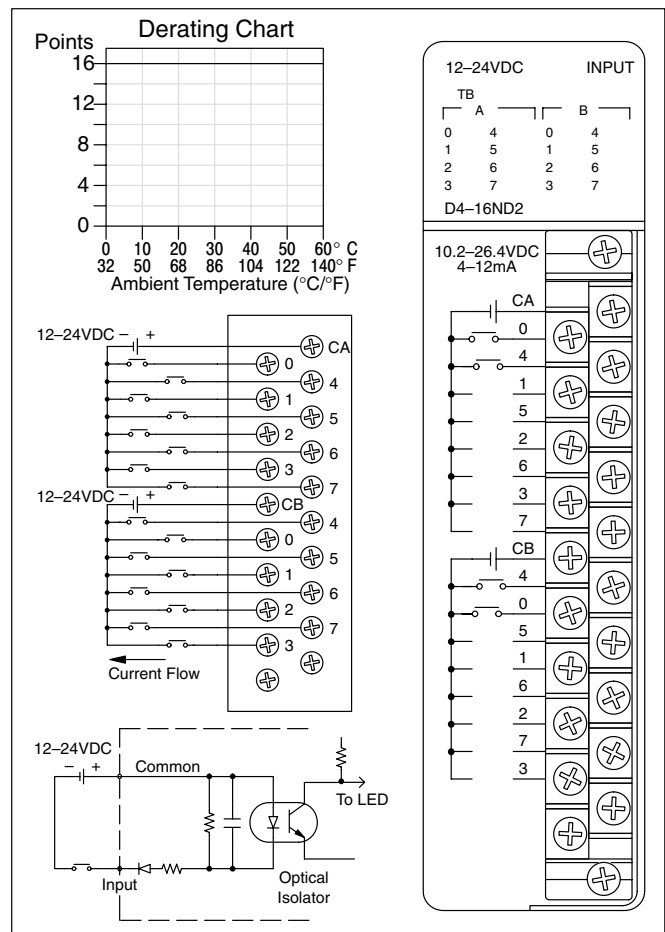 Derating Chart
Points
16
12
8
4
0
0 10 20 30 40 50 60° C
32 50 68 86 104 122 140° F
Ambient Temperature (°C/°F)
12–24VDC − +
CA
0
4
1
5
2
6
3
7
12–24VDC − +
CB
4
0
5
1
6
2
7
3
Current Flow
12–24VDC
− +
Common
To LED
Input
Optical
Isolator
12–24VDC INPUT
TB
A B
0 4 0 4
1 5 1 5
2 6 2 6
3 7 3 7
D4–16ND2
10.2–26.4VDC
4–12mA
CA
0
4
1
5
2
6
3
7
CB
4
0
5
1
6
2
7
3